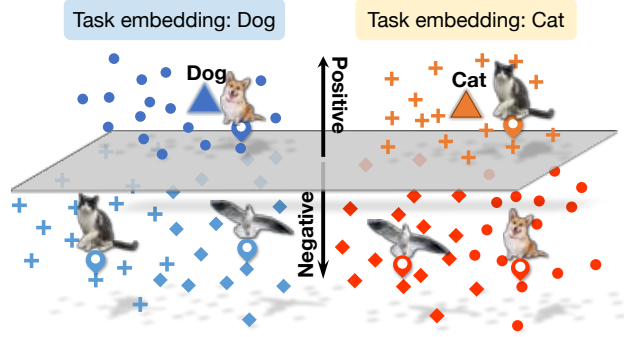 Task embedding: Dog
Task embedding: Cat
Dog
Positive
Cat
Negative